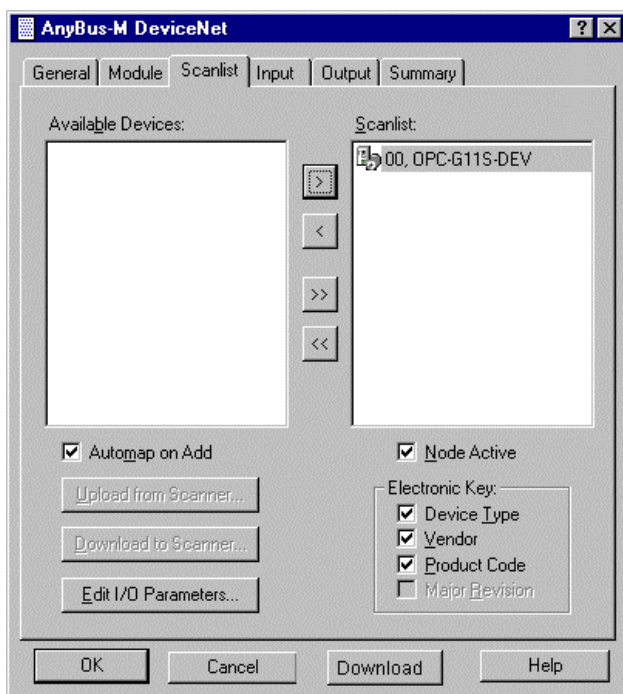 AnyBus-M DeviceNet
General Module Scanlist Input Output Summary
Available Devices:
Scanlist:
00, OPC-G11S-DEV
>
<
>>
<<
Automap on Add
Node Active
Upload from Scanner...
Download to Scanner...
Edit I/O Parameters...
Electronic Key:
Device Type
Vendor
Product Code
Major Revision
OK Cancel Download Help